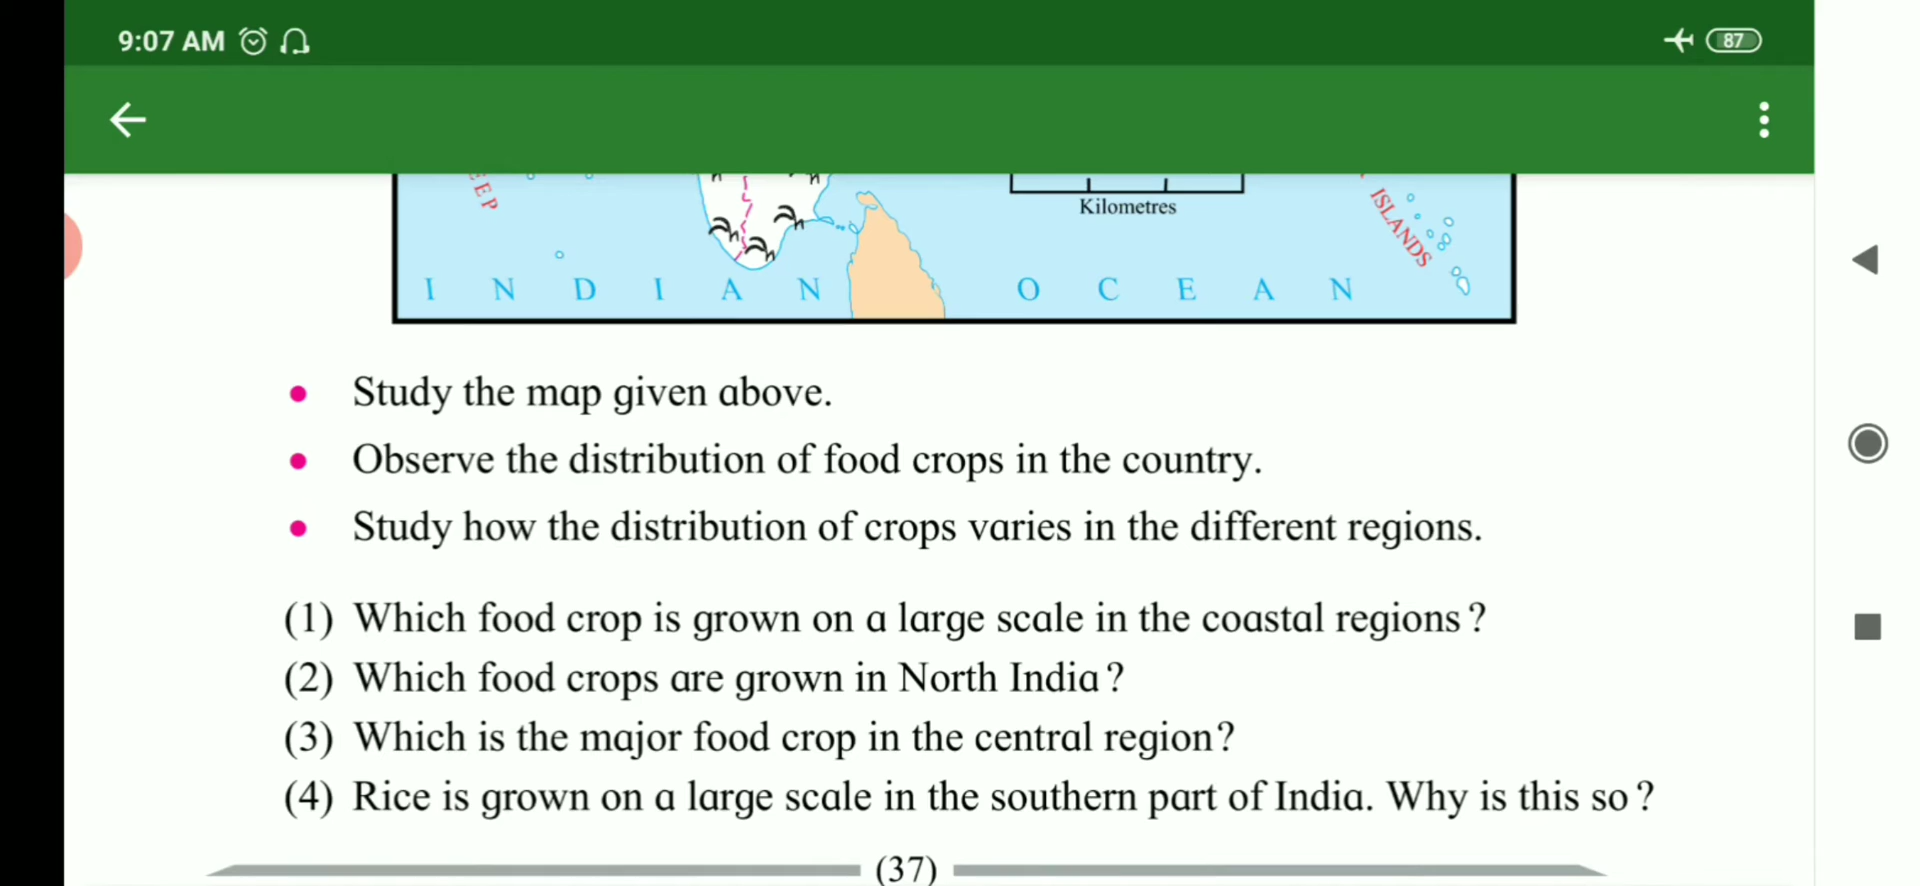 9:07 AM 87
EEP
ISLANDS
Kilometres
INDIAN OCEAN
• Study the map given above.
• Observe the distribution of food crops in the country.
• Study how the distribution of crops varies in the different regions.
(1) Which food crop is grown on a large scale in the coastal regions?
(2) Which food crops are grown in North India?
(3) Which is the major food crop in the central region?
(4) Rice is grown on a large scale in the southern part of India. Why is this so?
(37)